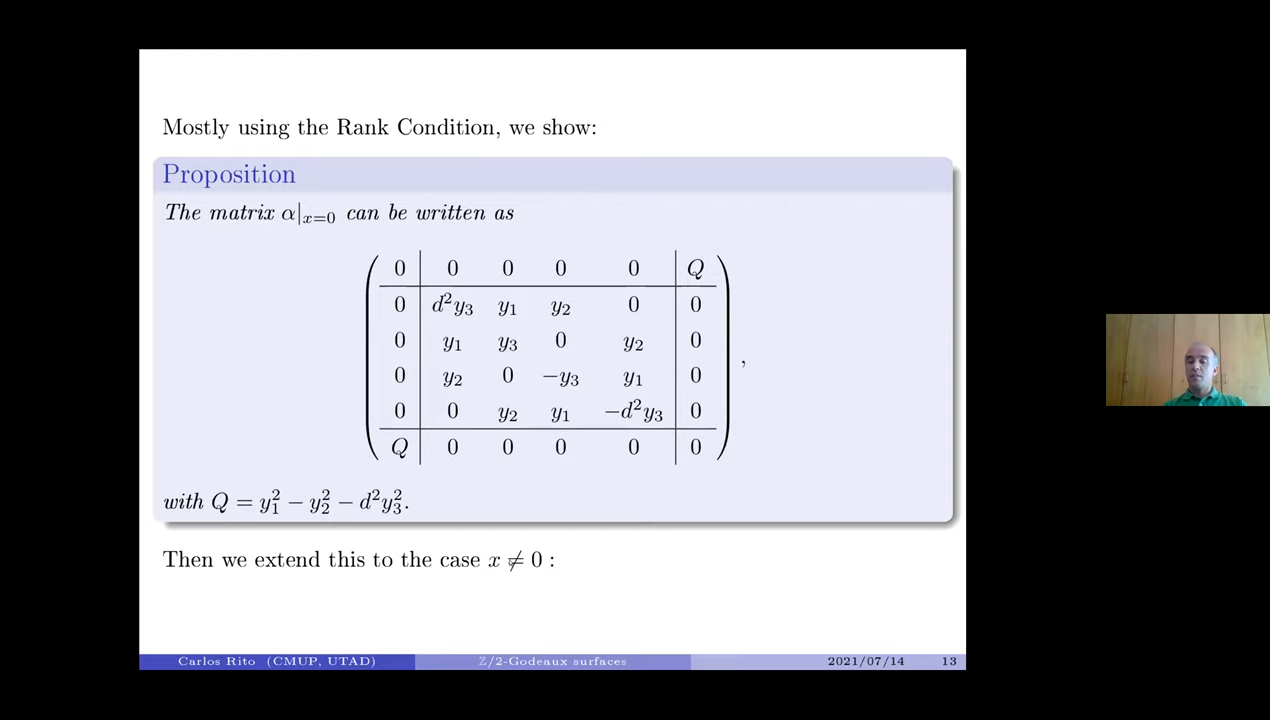 Mostly using the Rank Condition, we show:
Proposition
The matrix α|ₓ₌₀ can be written as
0 0 0 0 0 Q
0 d²y₃ y₁ y₂ 0 0
0 y₁ y₃ 0 y₂ 0
0 y₂ 0 −y₃ y₁ 0
0 0 y₂ y₁ −d²y₃ 0
Q 0 0 0 0 0
,
with Q = y₁² − y₂² − d²y₃².
Then we extend this to the case x ≠ 0 :
Carlos Rito (CMUP, UTAD) ℤ/2-Godeaux surfaces 2021/07/14 13